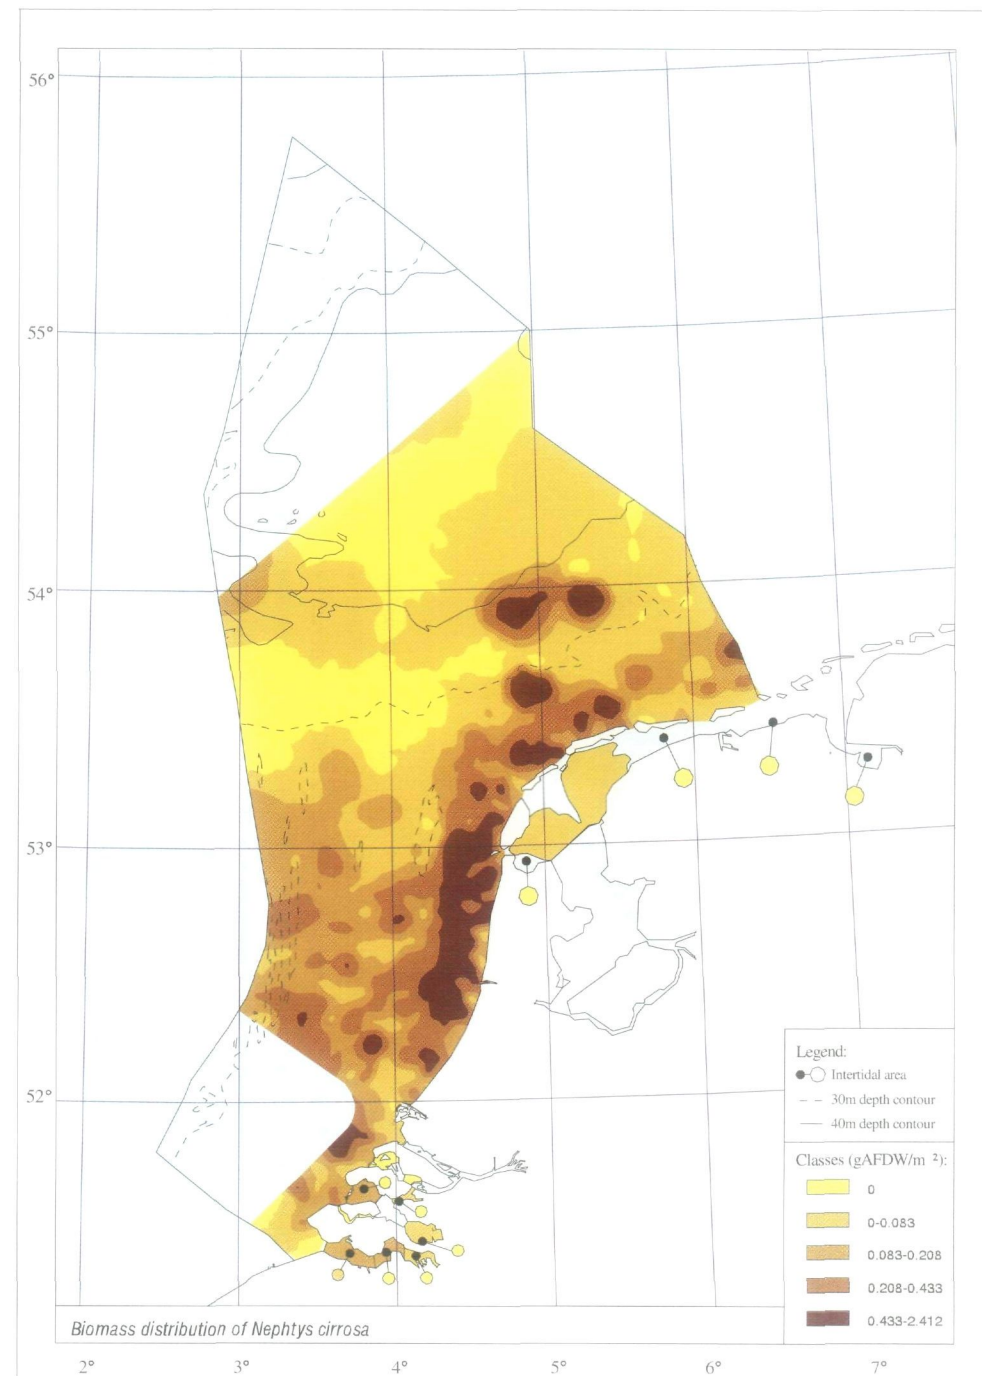 56°
55°
54°
53°
52°
Legend:
Intertidal area
30m depth contour
40m depth contour
Classes (gAFDW/m ²):
0
0-0.083
0.083-0.208
0.208-0.433
0.433-2.412
Biomass distribution of Nephtys cirrosa
2° 3° 4° 5° 6° 7°